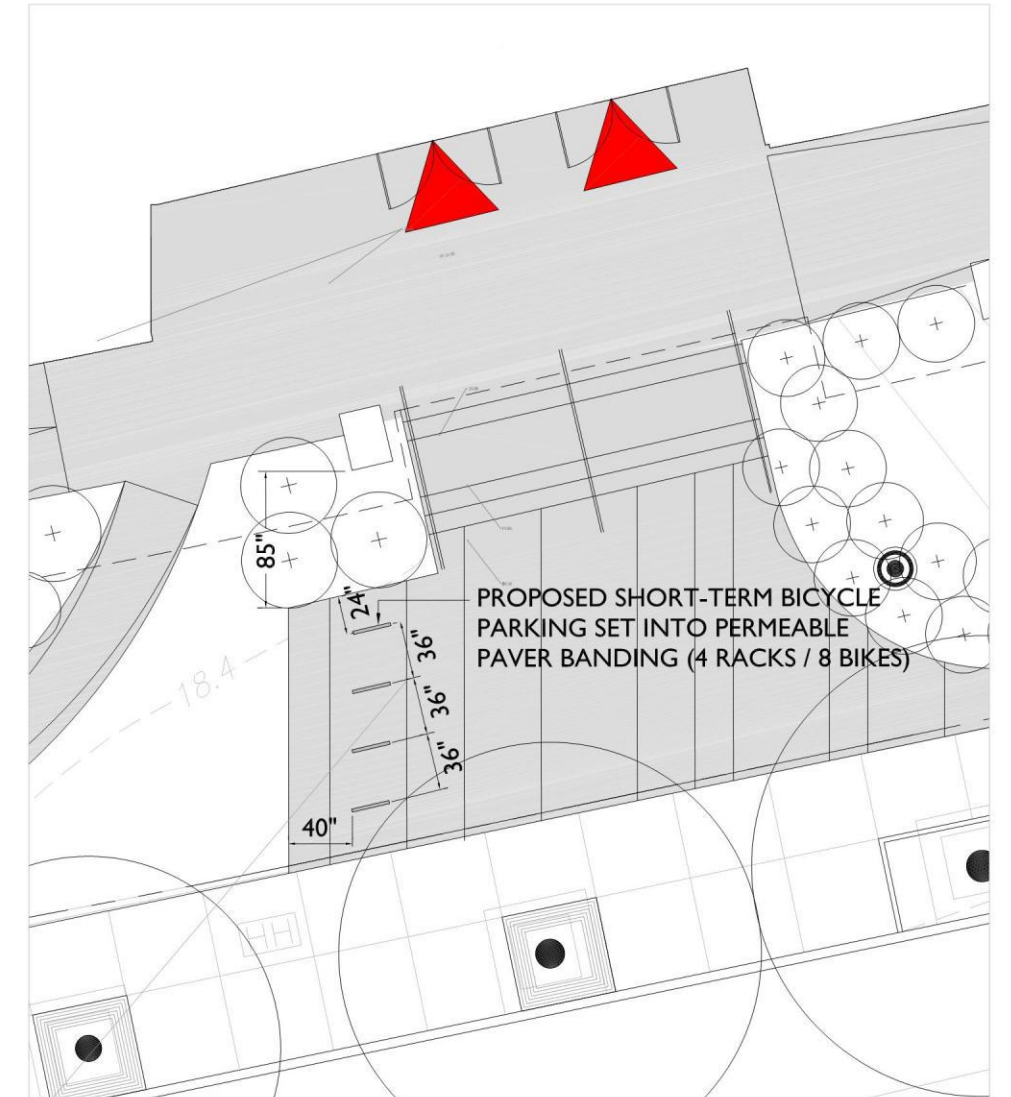 85"
24"
PROPOSED SHORT-TERM BICYCLE
PARKING SET INTO PERMEABLE
PAVER BANDING (4 RACKS / 8 BIKES)
36"
36"
36"
18.4
40"
HH